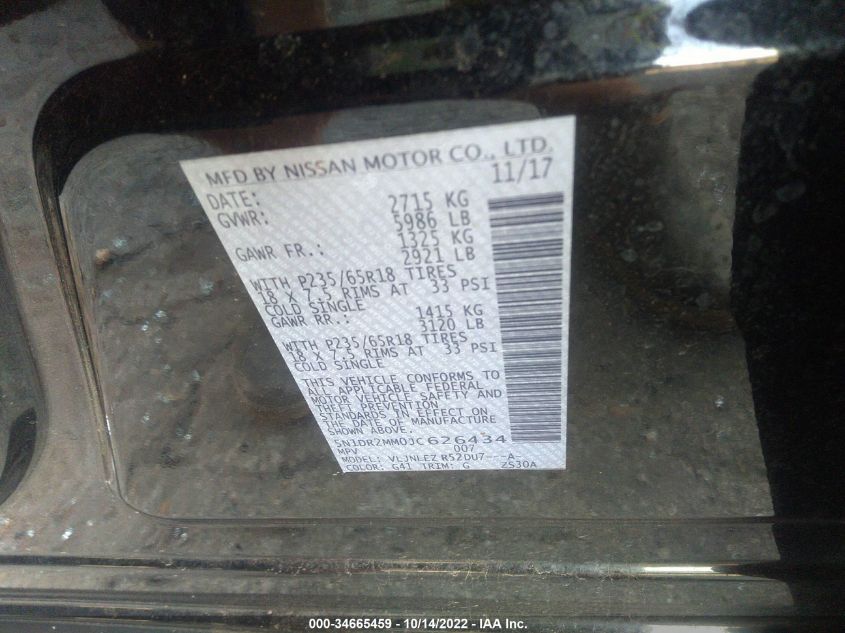 MFD BY NISSAN MOTOR CO., LTD.
DATE: 11/17
GVWR: 2715 KG
5986 LB
GAWR FR.: 1325 KG
2921 LB
WITH P235/65R18 TIRES
18 X 7.5 RIMS AT 33 PSI
COLD SINGLE
GAWR RR.: 1415 KG
3120 LB
WITH P235/65R18 TIRES
18 X 7.5 RIMS AT 33 PSI
COLD SINGLE
THIS VEHICLE CONFORMS TO
ALL APPLICABLE FEDERAL
MOTOR VEHICLE SAFETY AND
THEFT PREVENTION
STANDARDS IN EFFECT ON
THE DATE OF MANUFACTURE
SHOWN ABOVE.
5N1DR2MM0JC626434
MPV 007
MODEL: VLJNLEZ R52DU7---A-
COLOR: G41 TRIM: G ZS30A
000-34665459 - 10/14/2022 - IAA Inc.